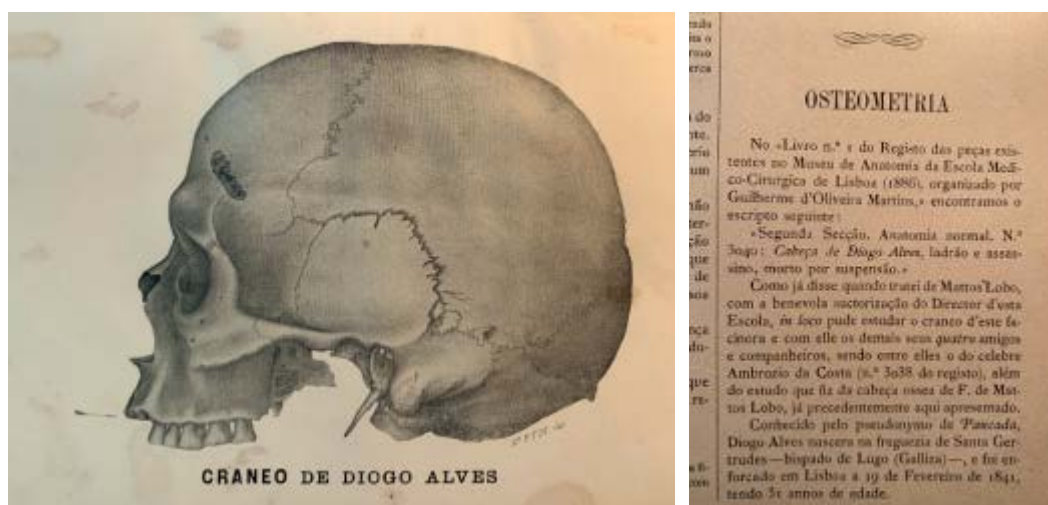 CRANEO DE DIOGO ALVES
OSTEOMETRIA
No «Livro n.º 1 do Registo das peças exis-
tentes no Museu de Anatomia da Escola Medi-
co-Cirurgica de Lisboa (1886), organizado por
Guilherme d'Oliveira Martins,» encontramos o
escripto seguinte:
«Segunda Secção, Anatomia normal. N.º
3040: Cabeça de Diogo Alves, ladrão e assas-
sino, morto por suspensão.»
Como já disse quando tratei de Mattos Lobo,
com a benevola auctorização do Director d'esta
Escola, in loco pude estudar o craneo d'este fa-
cinora e com elle os demais seus quatro amigos
e companheiros, sendo entre elles o do celebre
Ambrozio da Costa (n.º 3038 do registo), além
do estudo que fiz da cabeça ossea de F. de Mat-
tos Lobo, já precedentemente aqui apresentado.
Conhecido pelo pseudonymo de Pancada,
Diogo Alves nascera na freguezia de Santa Ger-
trudes—bispado de Lugo (Galliza)—, e foi en-
forcado em Lisboa a 19 de Fevereiro de 1841,
tendo 31 annos de edade.